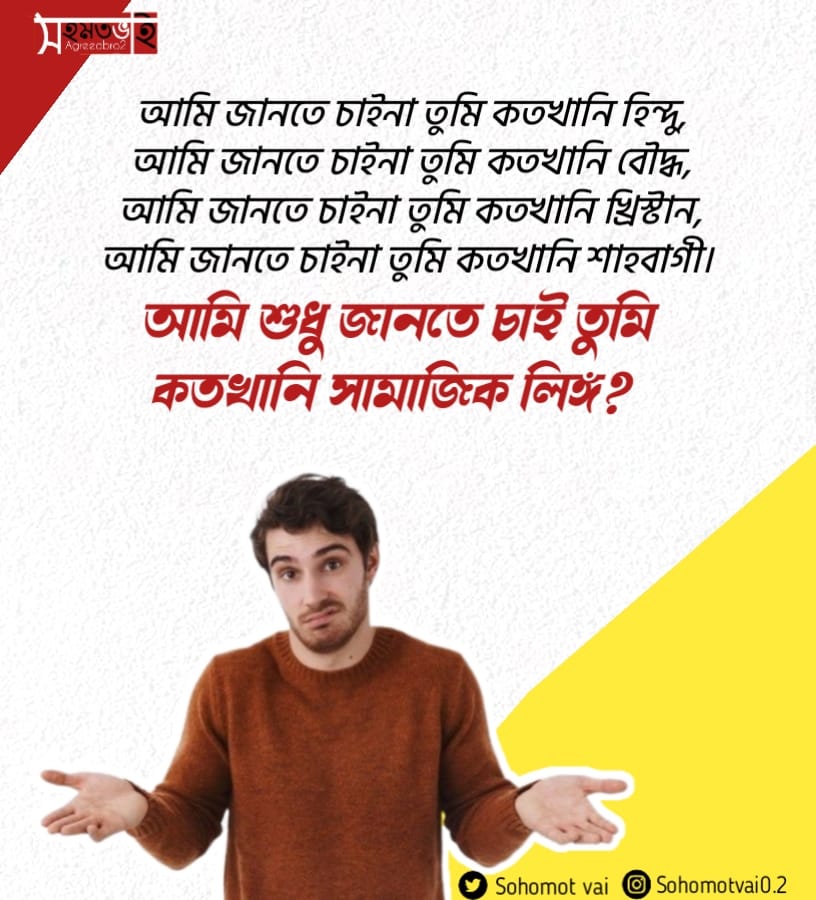 সহমতভাই
Agreeabro2
আমি জানতে চাইনা তুমি কতখানি হিন্দু,
আমি জানতে চাইনা তুমি কতখানি বৌদ্ধ,
আমি জানতে চাইনা তুমি কতখানি খ্রিস্টান,
আমি জানতে চাইনা তুমি কতখানি শাহবাগী।
আমি শুধু জানতে চাই তুমি
কতখানি সামাজিক লিঙ্গ?
Sohomot vai Sohomotvai0.2